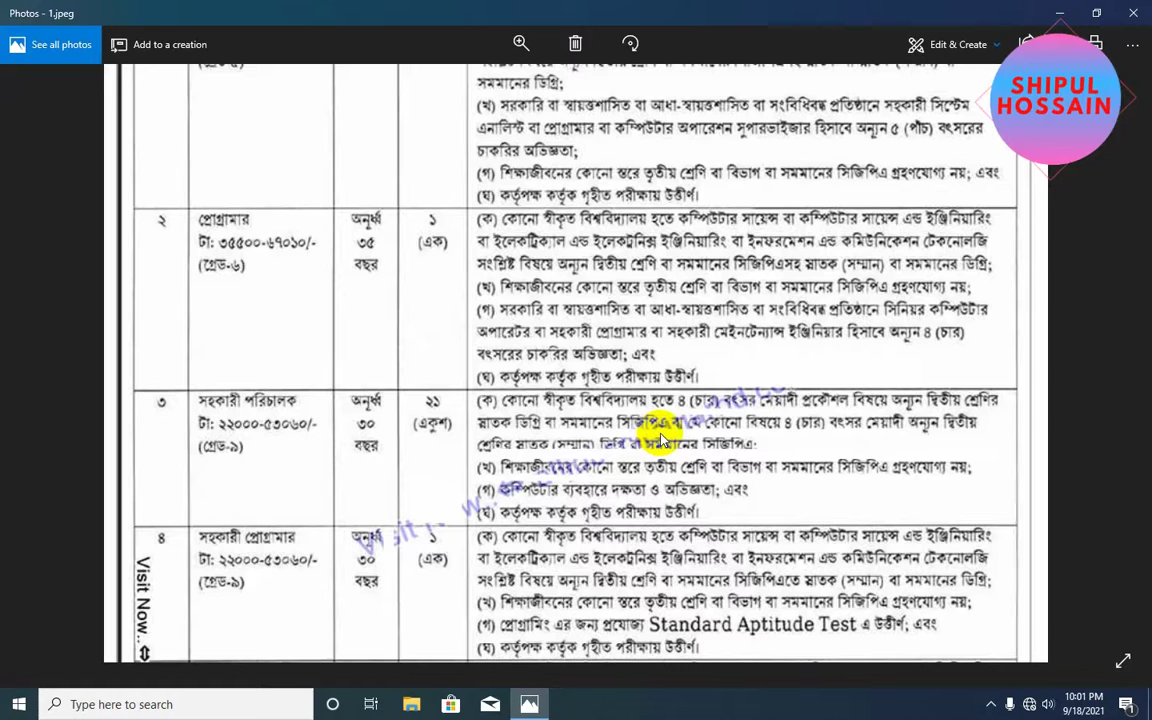 Photos - 1.jpeg
See all photos
Add to a creation
Edit & Create
SHIPUL
HOSSAIN
সমমানের ডিগ্রি;
(খ) সরকারি বা স্বায়ত্তশাসিত বা আধা-স্বায়ত্তশাসিত বা সংবিধিবদ্ধ প্রতিষ্ঠানে সহকারী সিস্টেম
এনালিস্ট বা প্রোগ্রামার বা কম্পিউটার অপারেশন সুপারভাইজার হিসাবে অন্যূন ৫ (পাঁচ) বৎসরের
চাকরির অভিজ্ঞতা;
(গ) শিক্ষাজীবনের কোনো স্তরে তৃতীয় শ্রেণি বা বিভাগ বা সমমানের সিজিপিএ গ্রহণযোগ্য নয়; এবং
(ঘ) কর্তৃপক্ষ কর্তৃক গৃহীত পরীক্ষায় উত্তীর্ণ।
২
প্রোগ্রামার
টা: ৩৫৫০০-৬৭০১০/-
(গ্রেড-৬)
অনূর্ধ্ব
৩৫
বছর
১
(এক)
(ক) কোনো স্বীকৃত বিশ্ববিদ্যালয় হতে কম্পিউটার সায়েন্স বা কম্পিউটার সায়েন্স এন্ড ইঞ্জিনিয়ারিং
বা ইলেকট্রিক্যাল এন্ড ইলেকট্রনিক্স ইঞ্জিনিয়ারিং বা ইনফরমেশন এন্ড কমিউনিকেশন টেকনোলজি
সংশ্লিষ্ট বিষয়ে অন্যূন দ্বিতীয় শ্রেণি বা সমমানের সিজিপিএসহ স্নাতক (সম্মান) বা সমমানের ডিগ্রি;
(খ) শিক্ষাজীবনের কোনো স্তরে তৃতীয় শ্রেণি বা বিভাগ বা সমমানের সিজিপিএ গ্রহণযোগ্য নয়;
(গ) সরকারি বা স্বায়ত্তশাসিত বা আধা-স্বায়ত্তশাসিত বা সংবিধিবদ্ধ প্রতিষ্ঠানে সিনিয়র কম্পিউটার
অপারেটর বা সহকারী প্রোগ্রামার বা সহকারী মেইনটেন্যান্স ইঞ্জিনিয়ার হিসাবে অন্যূন ৪ (চার)
বৎসরের চাকরির অভিজ্ঞতা; এবং
(ঘ) কর্তৃপক্ষ কর্তৃক গৃহীত পরীক্ষায় উত্তীর্ণ।
৩
সহকারী পরিচালক
টা: ২২০০০-৫৩০৬০/-
(গ্রেড-৯)
অনূর্ধ্ব
৩০
বছর
২১
(একুশ)
(ক) কোনো স্বীকৃত বিশ্ববিদ্যালয় হতে ৪ (চার) বৎসর মেয়াদী প্রকৌশল বিষয়ে অন্যূন দ্বিতীয় শ্রেণির
স্নাতক ডিগ্রি বা সমমানের সিজিপিএ বা যে কোনো বিষয়ে ৪ (চার) বৎসর মেয়াদী অন্যূন দ্বিতীয়
শ্রেণির স্নাতক (সম্মান) ডিগ্রি বা সমমানের সিজিপিএ;
(খ) শিক্ষাজীবনের কোনো স্তরে তৃতীয় শ্রেণি বা বিভাগ বা সমমানের সিজিপিএ গ্রহণযোগ্য নয়;
(গ) কম্পিউটার ব্যবহারে দক্ষতা ও অভিজ্ঞতা; এবং
(ঘ) কর্তৃপক্ষ কর্তৃক গৃহীত পরীক্ষায় উত্তীর্ণ।
৪
সহকারী প্রোগ্রামার
টা: ২২০০০-৫৩০৬০/-
(গ্রেড-৯)
অনূর্ধ্ব
৩০
বছর
১
(এক)
(ক) কোনো স্বীকৃত বিশ্ববিদ্যালয় হতে কম্পিউটার সায়েন্স বা কম্পিউটার সায়েন্স এন্ড ইঞ্জিনিয়ারিং
বা ইলেকট্রিক্যাল এন্ড ইলেকট্রনিক্স ইঞ্জিনিয়ারিং বা ইনফরমেশন এন্ড কমিউনিকেশন টেকনোলজি
সংশ্লিষ্ট বিষয়ে অন্যূন দ্বিতীয় শ্রেণি বা সমমানের সিজিপিএতে স্নাতক (সম্মান) বা সমমানের ডিগ্রি;
(খ) শিক্ষাজীবনের কোনো স্তরে তৃতীয় শ্রেণি বা বিভাগ বা সমমানের সিজিপিএ গ্রহণযোগ্য নয়;
(গ) প্রোগ্রামিং এর জন্য প্রযোজ্য Standard Aptitude Test এ উত্তীর্ণ; এবং
(ঘ) কর্তৃপক্ষ কর্তৃক গৃহীত পরীক্ষায় উত্তীর্ণ।
Visit Now..
Visit
Type here to search
10:01 PM
9/18/2021
1